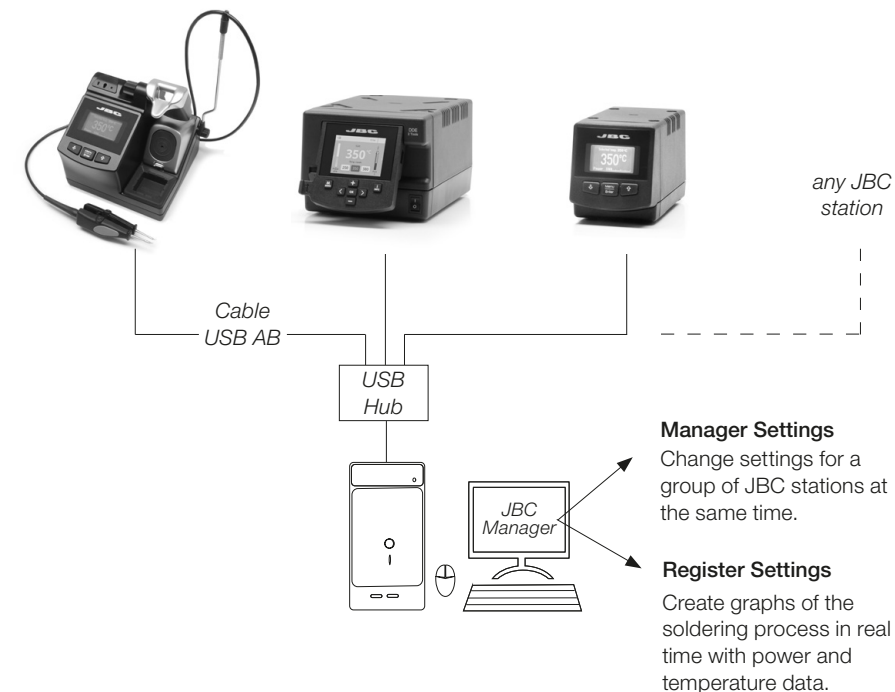 JBC
350°C
JBC
350°C
JBC
350°C
any JBC
station
Cable
USB AB
USB
Hub
JBC
Manager
Manager Settings
Change settings for a
group of JBC stations at
the same time.
Register Settings
Create graphs of the
soldering process in real
time with power and
temperature data.